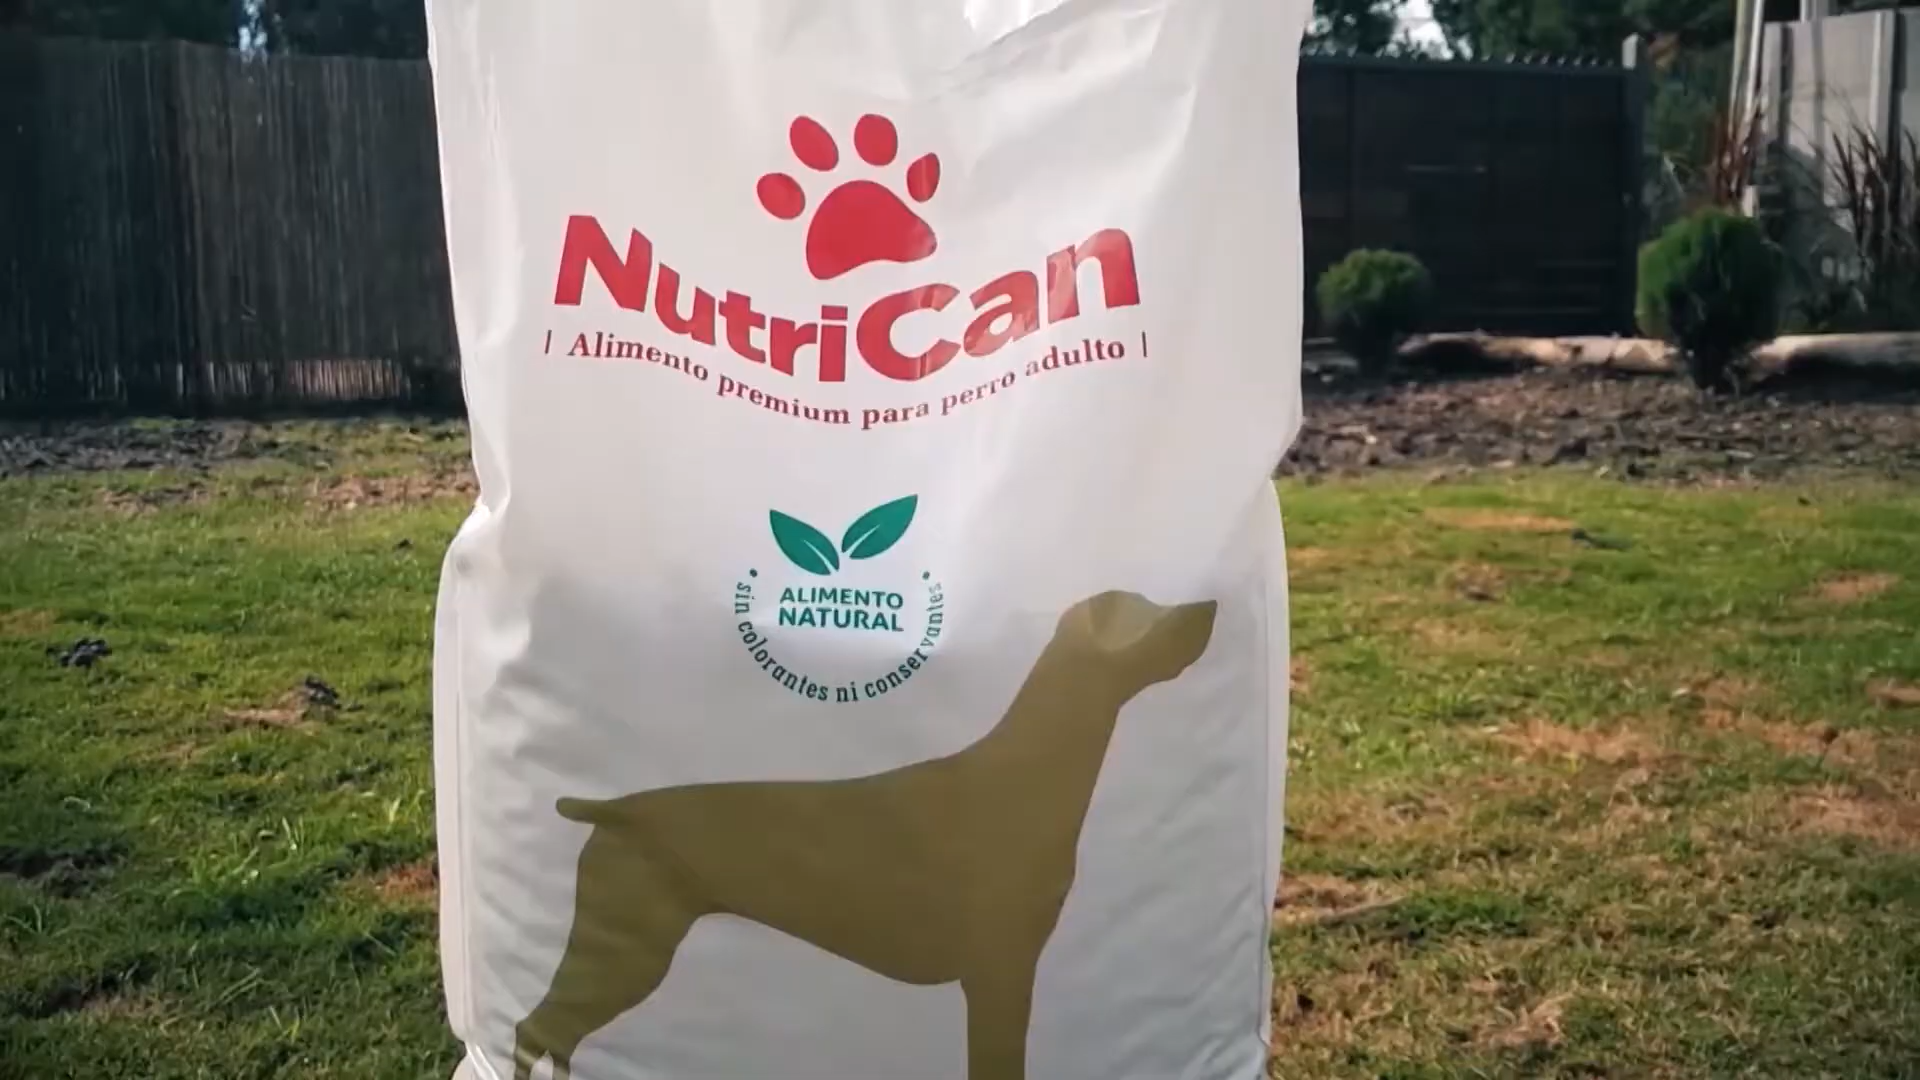 NutriCan
| Alimento premium para perro adulto |
ALIMENTO
NATURAL
• sin colorantes ni conservantes •